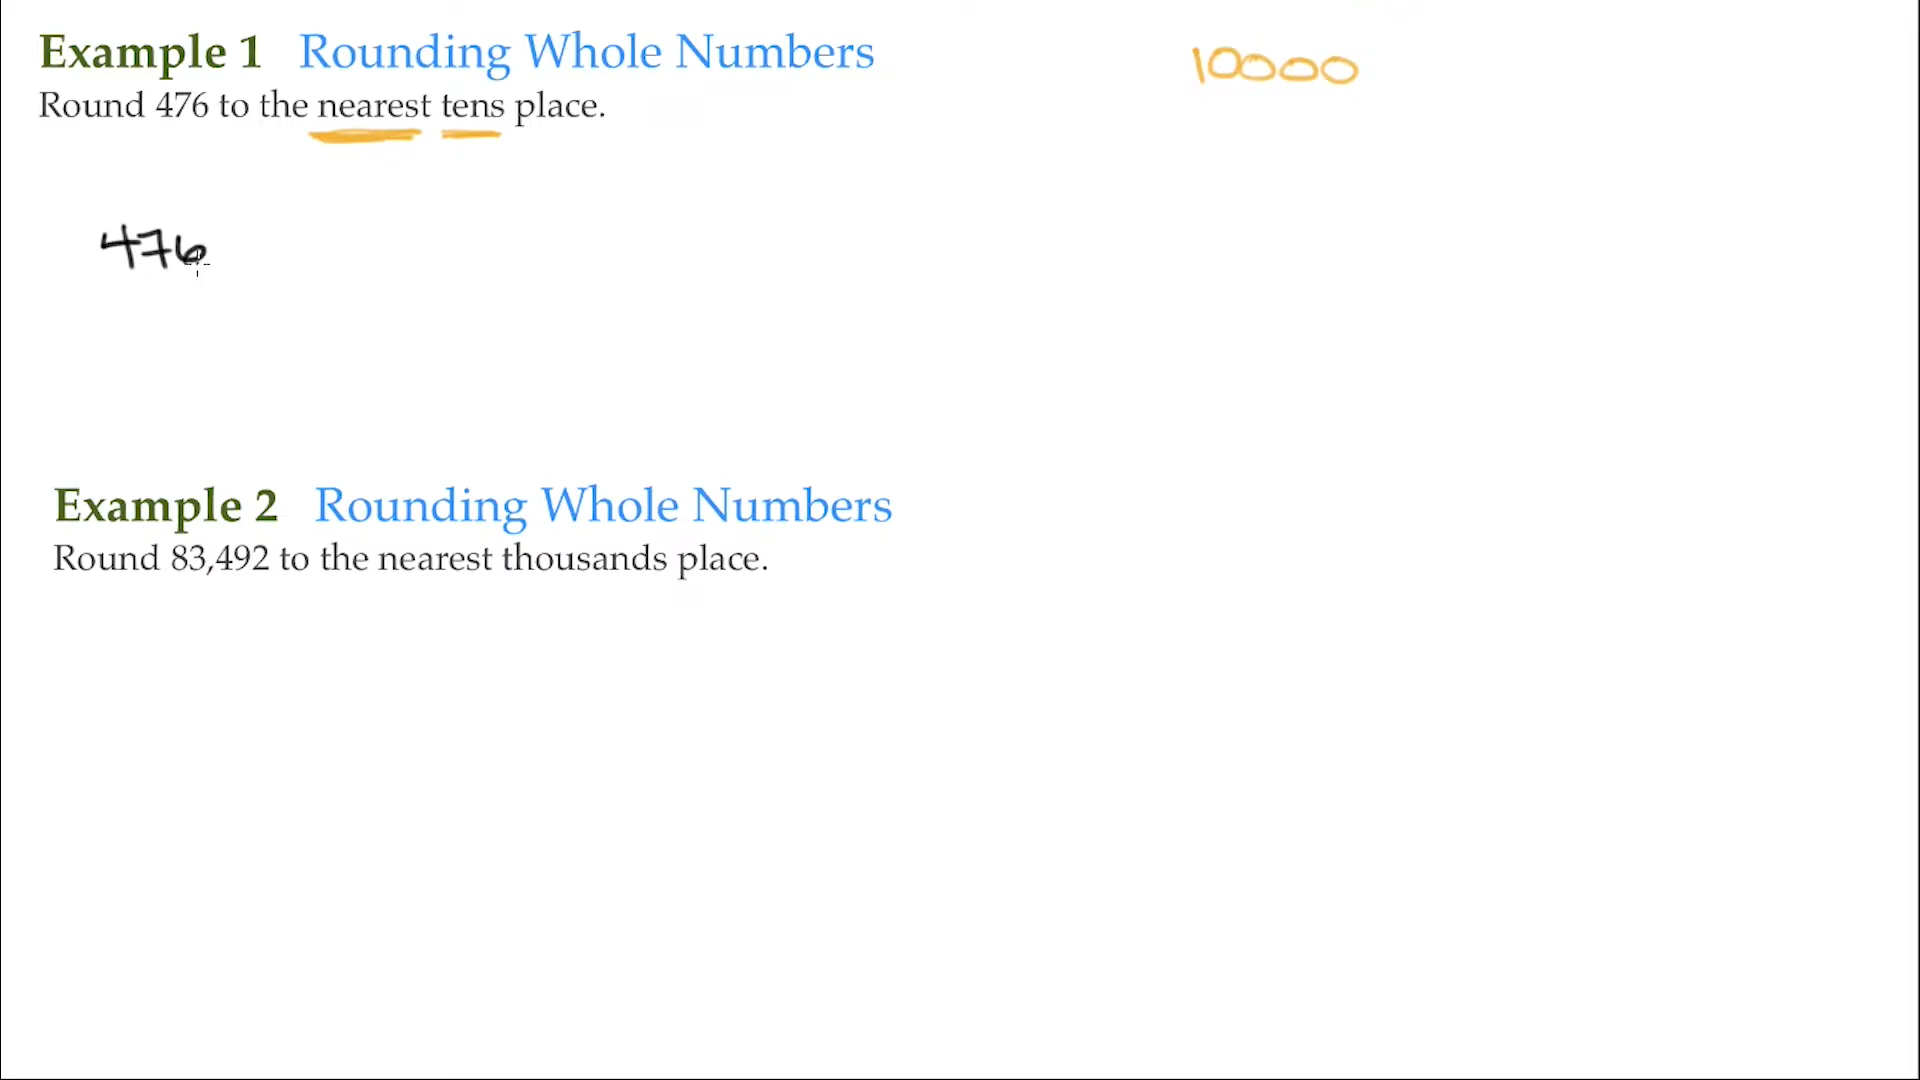 Example 1 Rounding Whole Numbers
10000
Round 476 to the nearest tens place.
476
Example 2 Rounding Whole Numbers
Round 83,492 to the nearest thousands place.